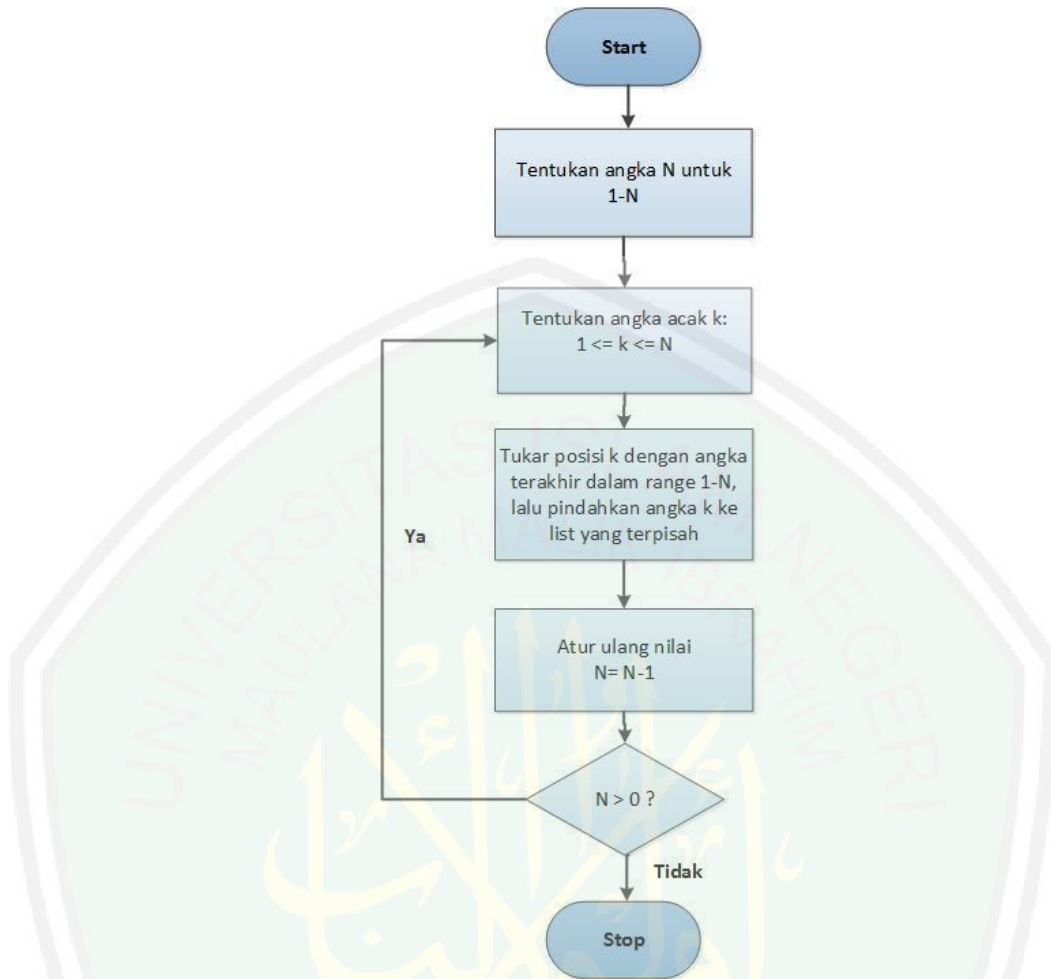 Start
Tentukan angka N untuk
1-N
Tentukan angka acak k:
1 <= k <= N
Tukar posisi k dengan angka
terakhir dalam range 1-N,
lalu pindahkan angka k ke
list yang terpisah
Ya
Atur ulang nilai
N= N-1
N > 0 ?
Tidak
Stop